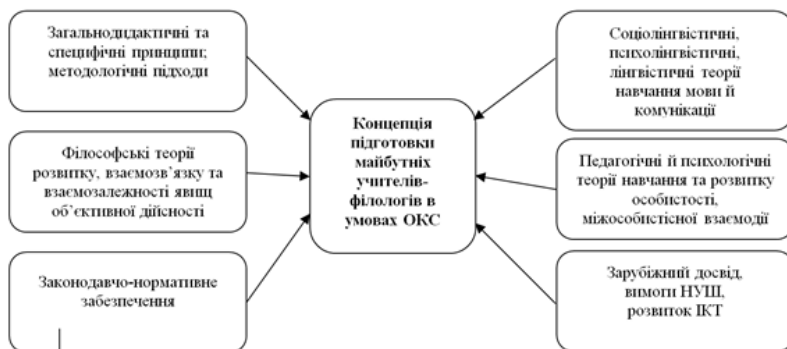 Загальнодидактичні та
специфічні принципи;
методологічні підходи
Філософські теорії
розвитку, взаємозв’язку та
взаємозалежності явищ
об’єктивної дійсності
Законодавчо-нормативне
забезпечення
Концепція
підготовки
майбутніх
учителів-
філологів в
умовах ОКС
Соціолінгвістичні,
психолінгвістичні,
лінгвістичні теорії
навчання мови й
комунікації
Педагогічні й психологічні
теорії навчання та розвитку
особистості,
міжособистісної взаємодії
Зарубіжний досвід,
вимоги НУШ,
розвиток ІКТ